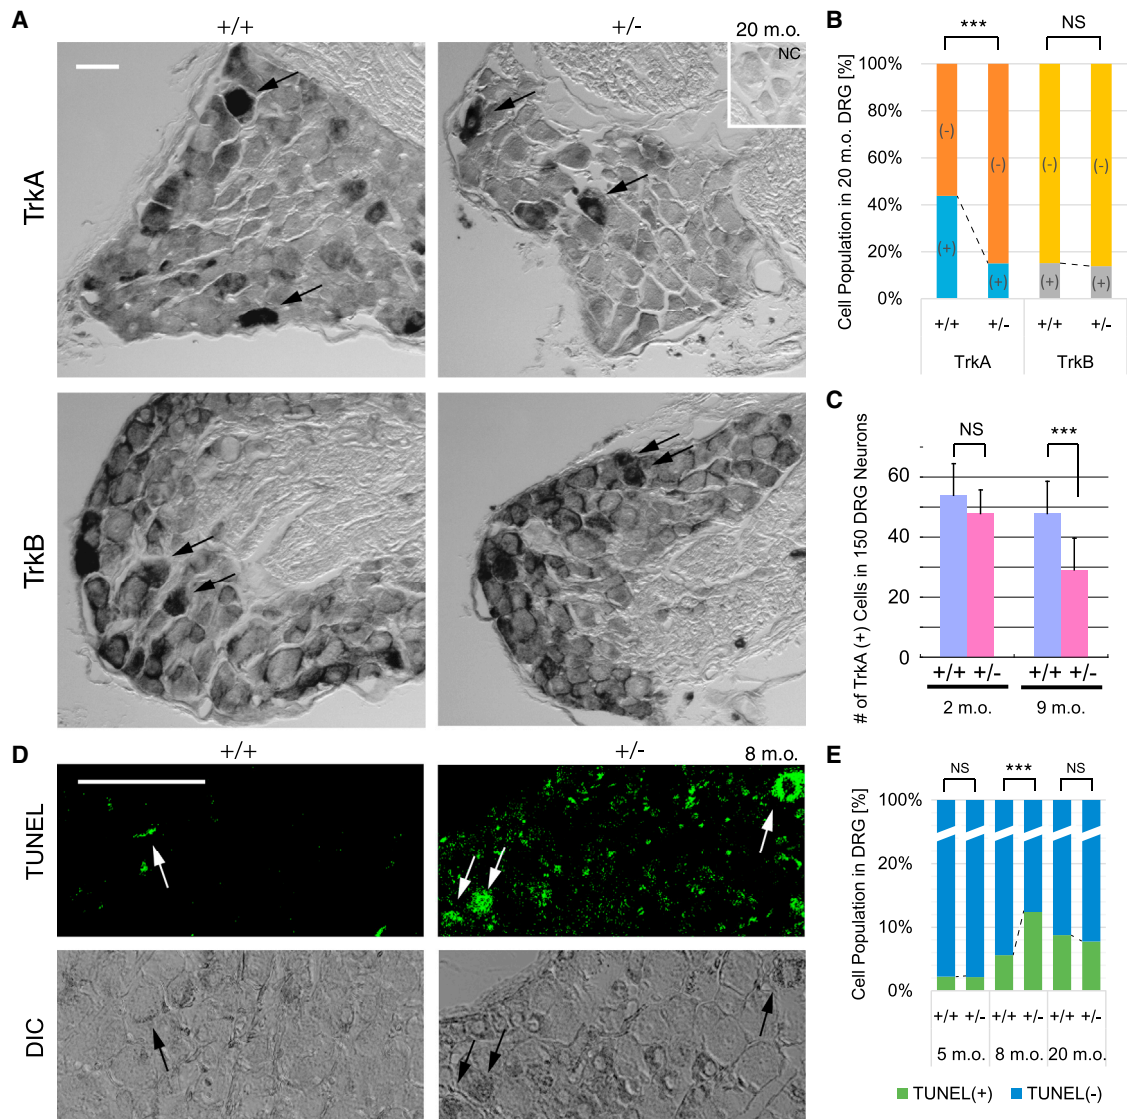 A
+/+
+/-
20 m.o.
NC
TrkA
TrkB
B
***
NS
Cell Population in 20 m.o. DRG [%]
100%
80%
60%
40%
20%
0%
(-)
(-)
(-)
(-)
(+)
(+)
(+)
(+)
+/+
+/-
+/+
+/-
TrkA
TrkB
C
NS
***
# of TrkA (+) Cells in 150 DRG Neurons
60
40
20
0
+/+ +/-
+/+ +/-
2 m.o.
9 m.o.
D
+/+
+/-
8 m.o.
TUNEL
DIC
E
NS
***
NS
Cell Population in DRG [%]
100%
20%
10%
0%
+/+ +/- +/+ +/- +/+ +/-
5 m.o. 8 m.o. 20 m.o.
TUNEL(+) TUNEL(-)